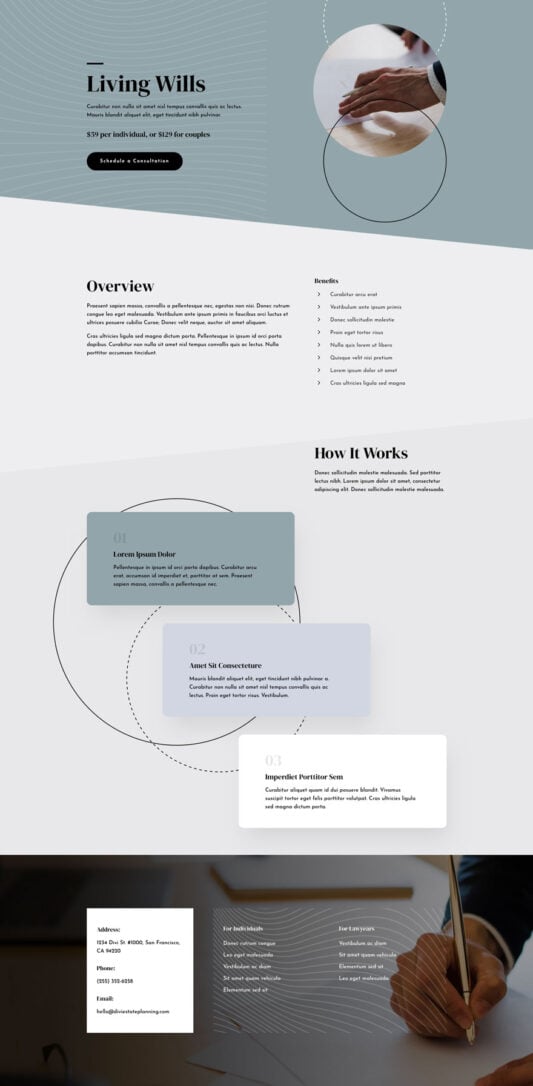 Living Wills
Curabitur non nulla sit amet nisl tempus convallis quis ac lectus.
Mauris blandit aliquet elit, eget tincidunt nibh pulvinar.
$59 per individual, or $129 for couples
Schedule a Consultation
Overview
Praesent sapien massa, convallis a pellentesque nec, egestas non nisi. Donec rutrum
congue leo eget malesuada. Vestibulum ante ipsum primis in faucibus orci luctus et
ultrices posuere cubilia Curae; Donec velit neque, auctor sit amet aliquam.
Cras ultricies ligula sed magna dictum porta. Pellentesque in ipsum id orci porta
dapibus. Curabitur non nulla sit amet nisl tempus convallis quis ac lectus. Nulla
porttitor accumsan tincidunt.
Benefits
Curabitur arcu erat
Vestibulum ante ipsum primis
Donec sollicitudin molestie
Proin eget tortor risus
Nulla quis lorem ut libero
Quisque velit nisi pretium
Lorem ipsum dolor sit amet
Cras ultricies ligula sed magna
How It Works
Donec sollicitudin molestie malesuada. Sed porttitor
lectus nibh. Lorem ipsum dolor sit amet, consectetur
adipiscing elit. Donec sollicitudin molestie malesuada.
01
Lorem Ipsum Dolor
Pellentesque in ipsum id orci porta dapibus. Curabitur arcu
erat, accumsan id imperdiet et, porttitor at sem. Praesent
sapien massa, convallis a pellentesque nec.
02
Amet Sit Consecteture
Mauris blandit aliquet elit, eget tincidunt nibh pulvinar a.
Curabitur non nulla sit amet nisl tempus convallis quis ac
lectus. Proin eget tortor risus. Vestibulum.
03
Imperdiet Porttitor Sem
Curabitur aliquet quam id dui posuere blandit. Vivamus
suscipit tortor eget felis porttitor volutpat. Cras ultricies ligula
sed magna dictum porta.
Address:
1234 Divi St. #1000, San Francisco,
CA 94220
Phone:
(255) 352-6258
Email:
hello@diviestateplanning.com
For Individuals
Donec rutrum congue
Leo eget malesuada
Vestibulum ac diam
Sit amet quam vehicula
Elementum sed sit
For Lawyears
Vestibulum ac diam
Sit amet quam vehicula
Elementum sed sit
Leo eget malesuada